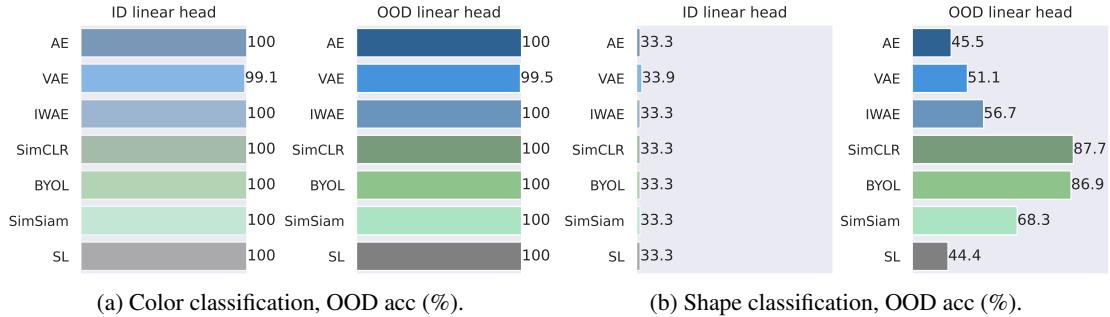 ID linear head
AE 100
VAE 99.1
IWAE 100
SimCLR 100
BYOL 100
SimSiam 100
SL 100
OOD linear head
AE 100
VAE 99.5
IWAE 100
SimCLR 100
BYOL 100
SimSiam 100
SL 100
(a) Color classification, OOD acc (%).
ID linear head
AE 33.3
VAE 33.9
IWAE 33.3
SimCLR 33.3
BYOL 33.3
SimSiam 33.3
SL 33.3
OOD linear head
AE 45.5
VAE 51.1
IWAE 56.7
SimCLR 87.7
BYOL 86.9
SimSiam 68.3
SL 44.4
(b) Shape classification, OOD acc (%).